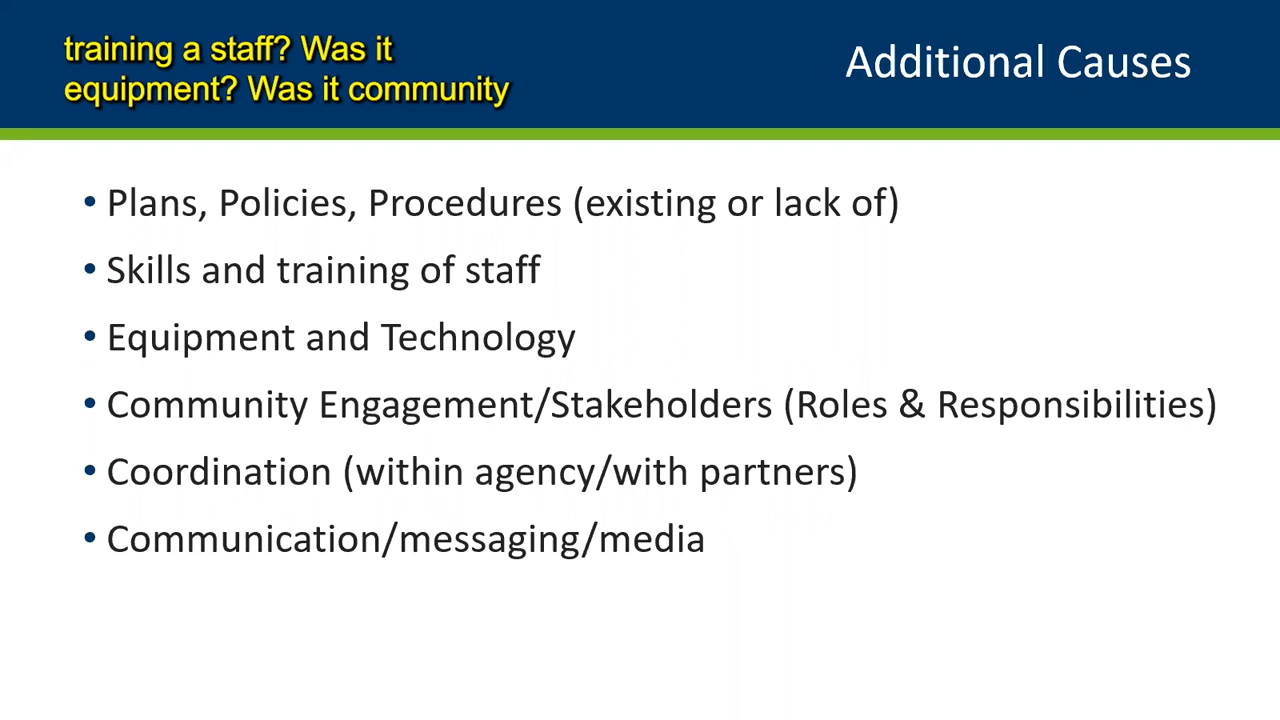 training a staff? Was it
equipment? Was it community
Additional Causes
• Plans, Policies, Procedures (existing or lack of)
• Skills and training of staff
• Equipment and Technology
• Community Engagement/Stakeholders (Roles & Responsibilities)
• Coordination (within agency/with partners)
• Communication/messaging/media